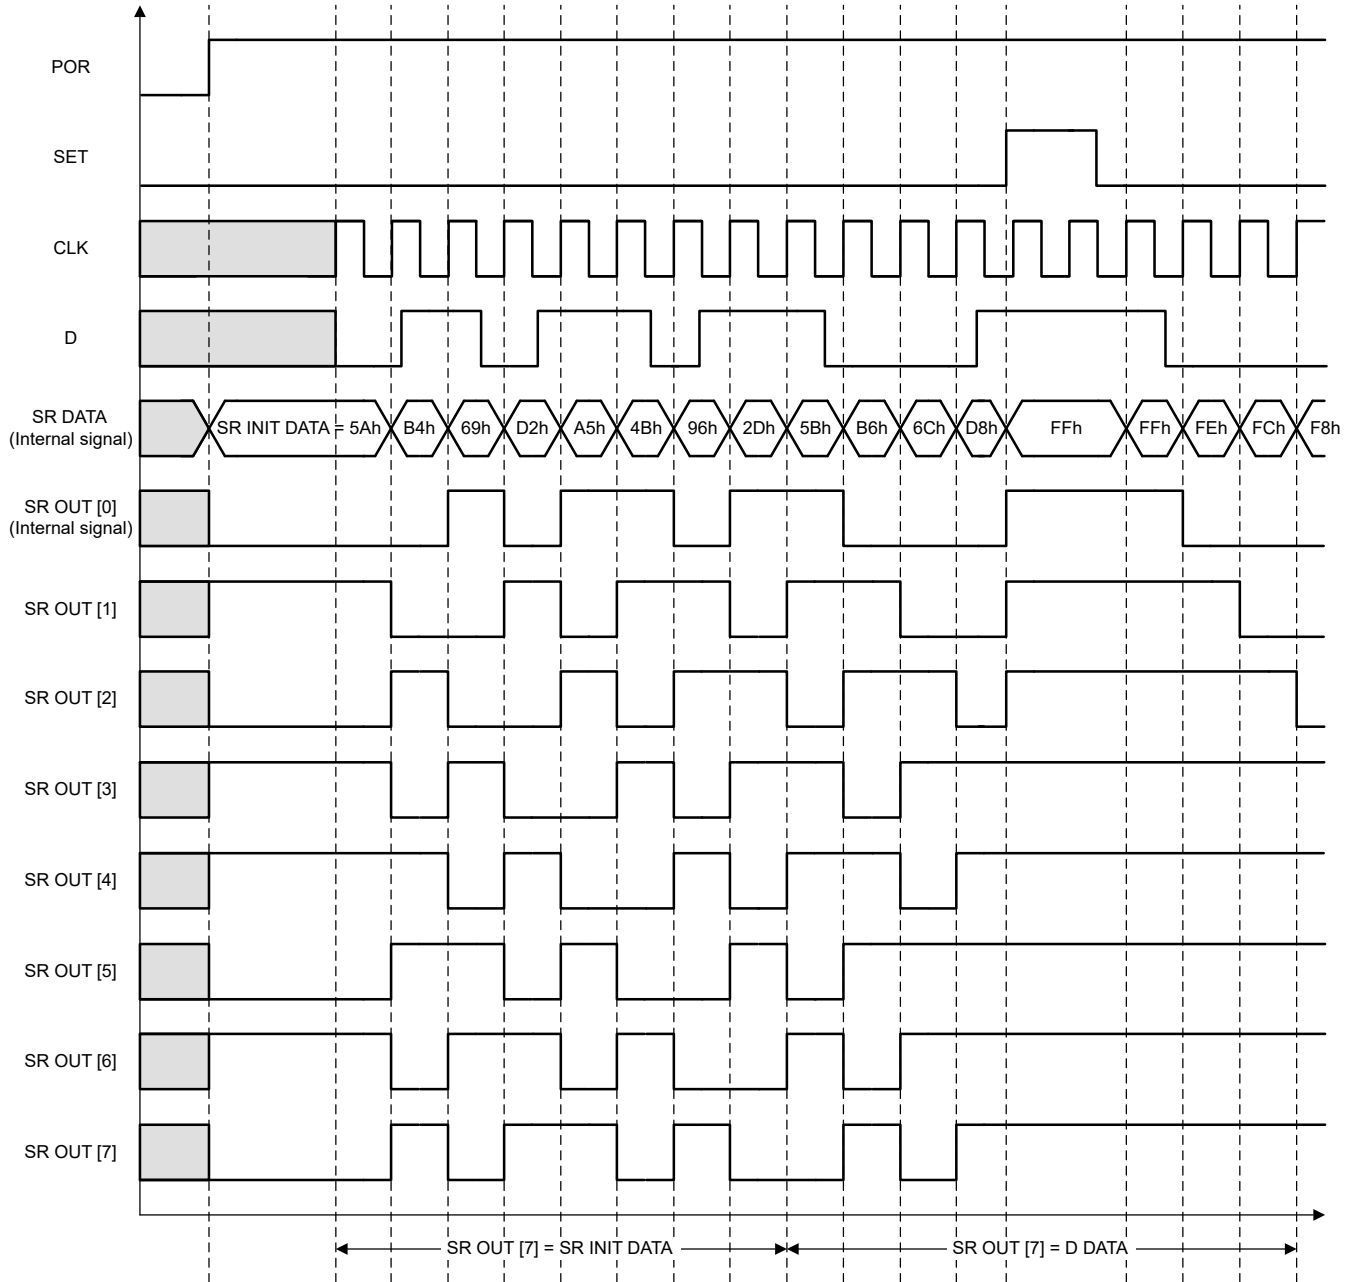 POR
SET
CLK
D
SR DATA
(Internal signal)
SR INIT DATA = 5Ah B4h 69h D2h A5h 4Bh 96h 2Dh 5Bh B6h 6Ch D8h FFh FFh FEh FCh F8h
SR OUT [0]
(Internal signal)
SR OUT [1]
SR OUT [2]
SR OUT [3]
SR OUT [4]
SR OUT [5]
SR OUT [6]
SR OUT [7]
SR OUT [7] = SR INIT DATA SR OUT [7] = D DATA